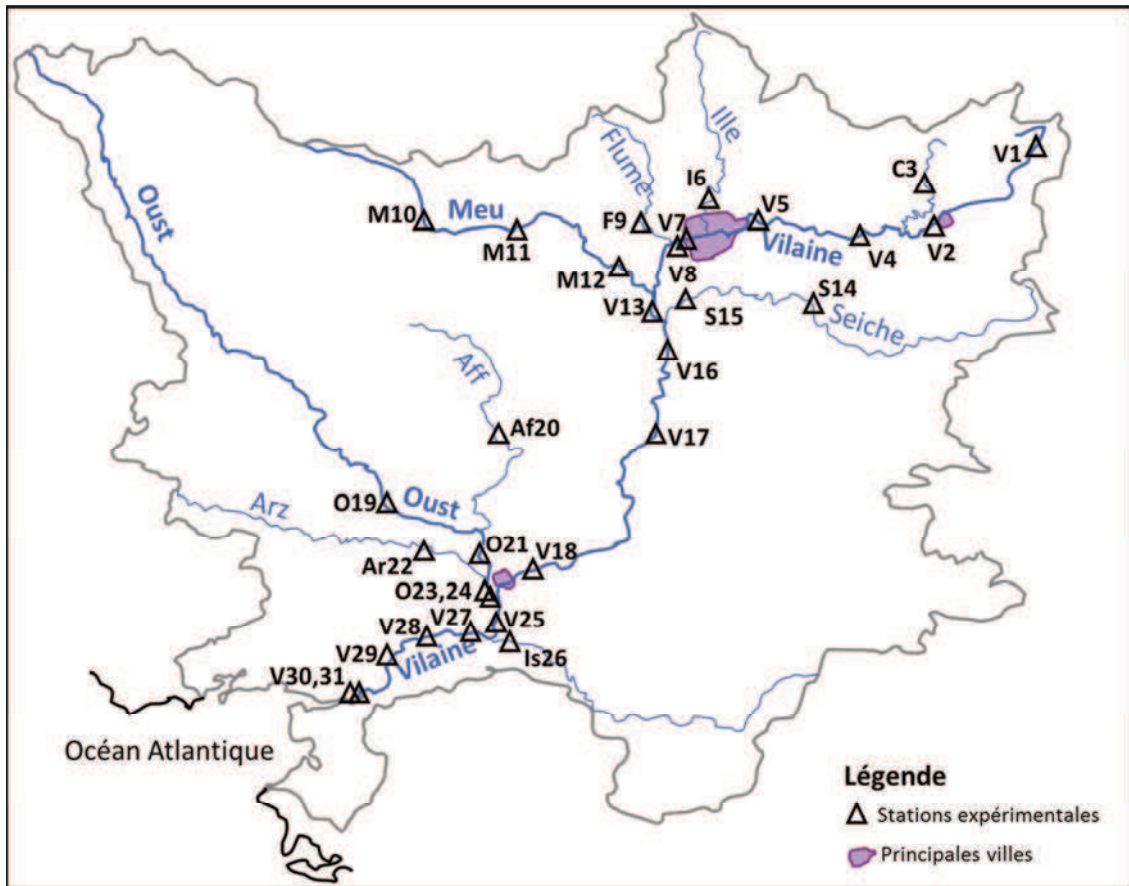 Ille
Flume
V1
C3
I6
Oust
M10
Meu
F9
V7
V5
M11
Vilaine
V2
V4
V8
M12
S14
V13
S15
Seiche
V16
Aff
Af20
V17
O19
Oust
Arz
O21
V18
Ar22
O23,24
V28
V27
V25
V29
Vilaine
Is26
V30,31
Océan Atlantique
Légende
Stations expérimentales
Principales villes